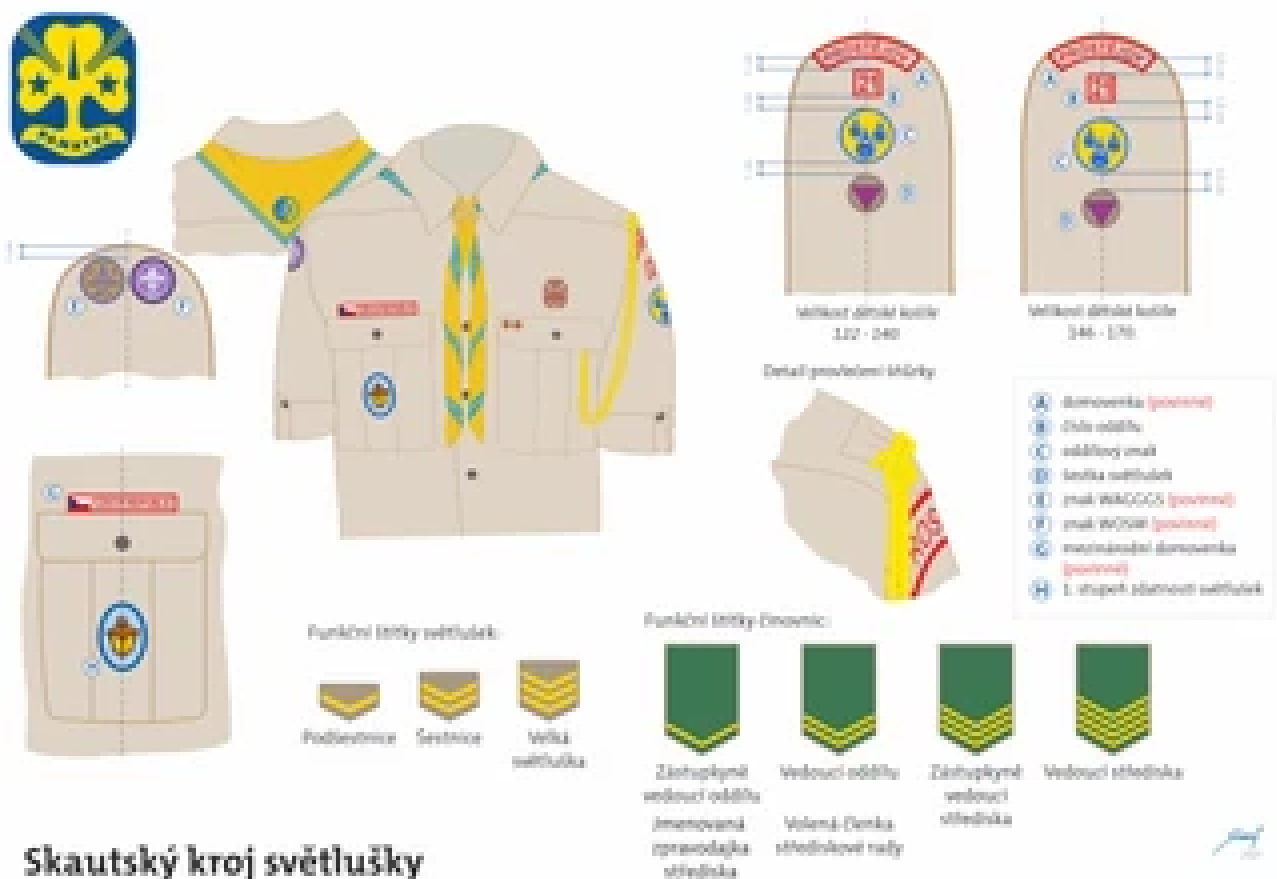 Velikost dětské košile
122 - 140
Velikost dětské košile
146 - 170
Detail provlečení šňůrky
A domovenka (povinné)
B číslo oddílu
C oddílový znak
D šestka světlušek
E znak WAGGGS (povinné)
F znak WOSM (povinné)
G mezinárodní domovenka
(povinné)
H 1. stupeň zdatnosti světlušek
Funkční štítky světlušek:
Podšestnice
Šestnice
Velká
světluška
Funkční štítky činovnic:
Zástupkyně
vedoucí oddílu
Jmenovaná
zpravodajka
střediska
Vedoucí oddílu
Volená členka
střediskové rady
Zástupkyně
vedoucí
střediska
Vedoucí střediska
Skautský kroj světlušky